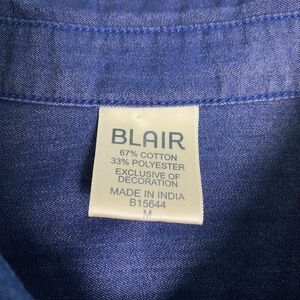 BLAIR
67% COTTON
33% POLYESTER
EXCLUSIVE OF
DECORATION
MADE IN INDIA
B15644
M